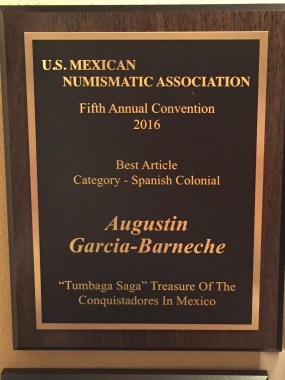 U.S. MEXICAN
NUMISMATIC ASSOCIATION
Fifth Annual Convention
2016
Best Article
Category - Spanish Colonial
Augustin
Garcia-Barneche
“Tumbaga Saga” Treasure Of The
Conquistadores In Mexico